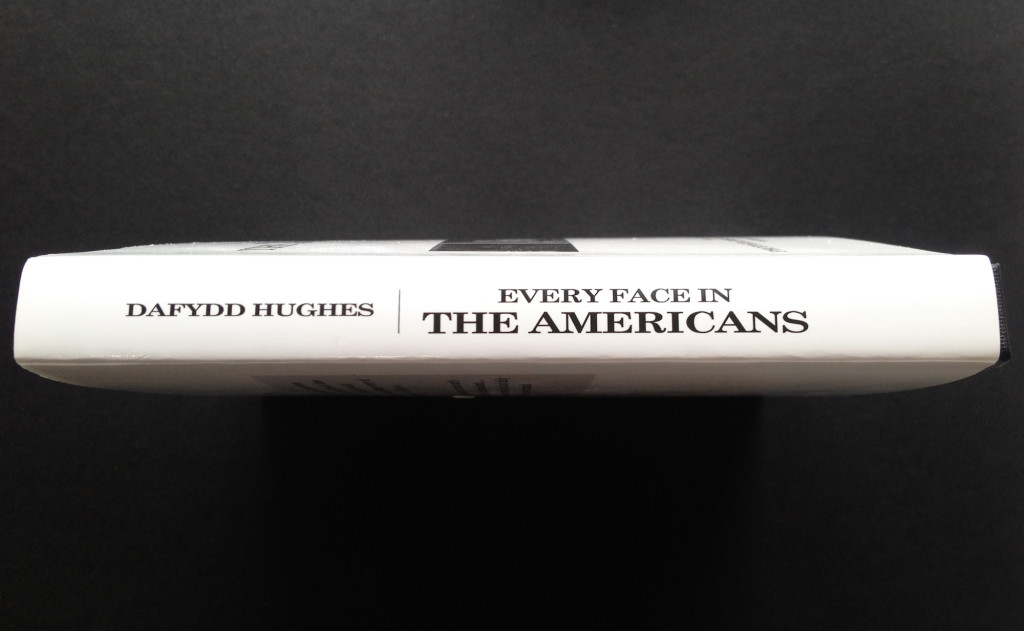 DAFYDD HUGHES
EVERY FACE IN
THE AMERICANS